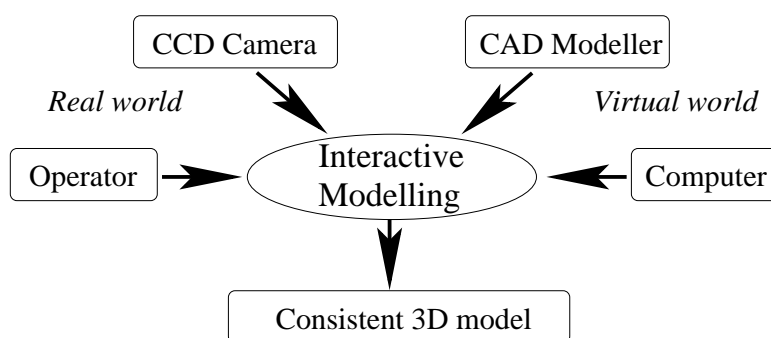 CCD Camera
CAD Modeller
Real world
Virtual world
Operator
Interactive
Modelling
Computer
Consistent 3D model